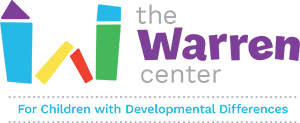 the
Warren
center
For Children with Developmental Differences